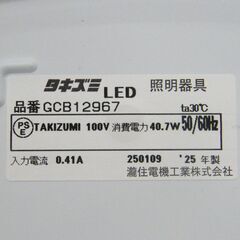 タキズミ LED 照明器具
品番 GCB12967 ta30℃
PS E TAKIZUMI 100V 消費電力 40.7W 50/60Hz
入力電流 0.41A 250109 '25 年製
瀧住電機工業株式会社